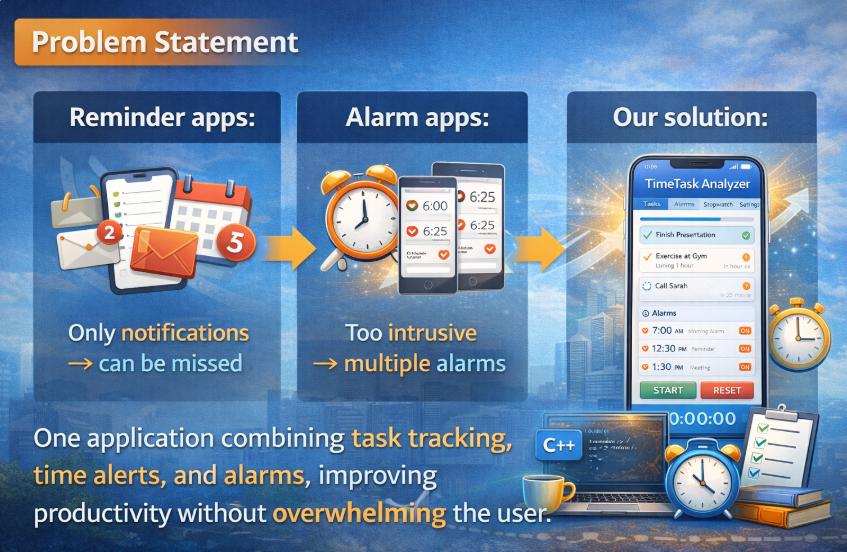 Problem Statement
Reminder apps:
2
5
Only notifications
→ can be missed
Alarm apps:
6:00
6:25
6:25
6:25
Too intrusive
→ multiple alarms
Our solution:
TimeTask Analyzer
Tasks Alarms Stopwatch Settings
Finish Presentation
Exercise at Gym
1 hour
Call Sarah
Alarms
7:00 AM Morning Alarm ON
12:30 PM Reminder ON
1:30 PM Meeting ON
START RESET
0:00:00
C++
One application combining task tracking,
time alerts, and alarms, improving
productivity without overwhelming the user.